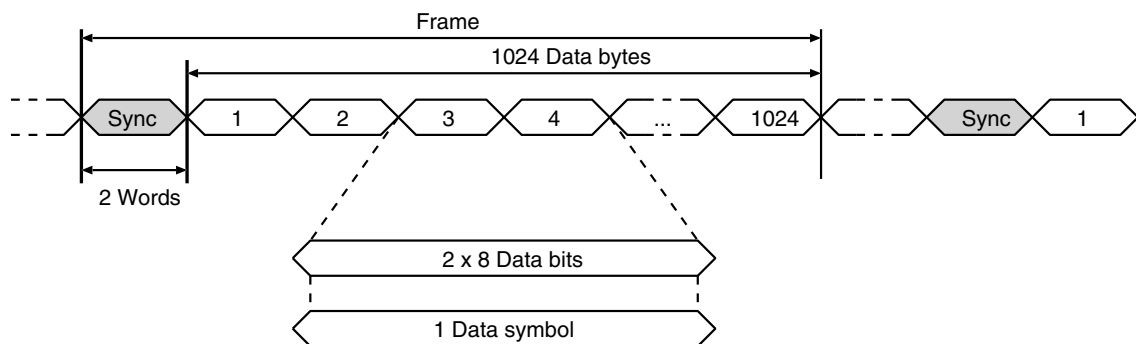 Frame
1024 Data bytes
Sync 1 2 3 4 ... 1024 Sync 1
2 Words
2 x 8 Data bits
1 Data symbol